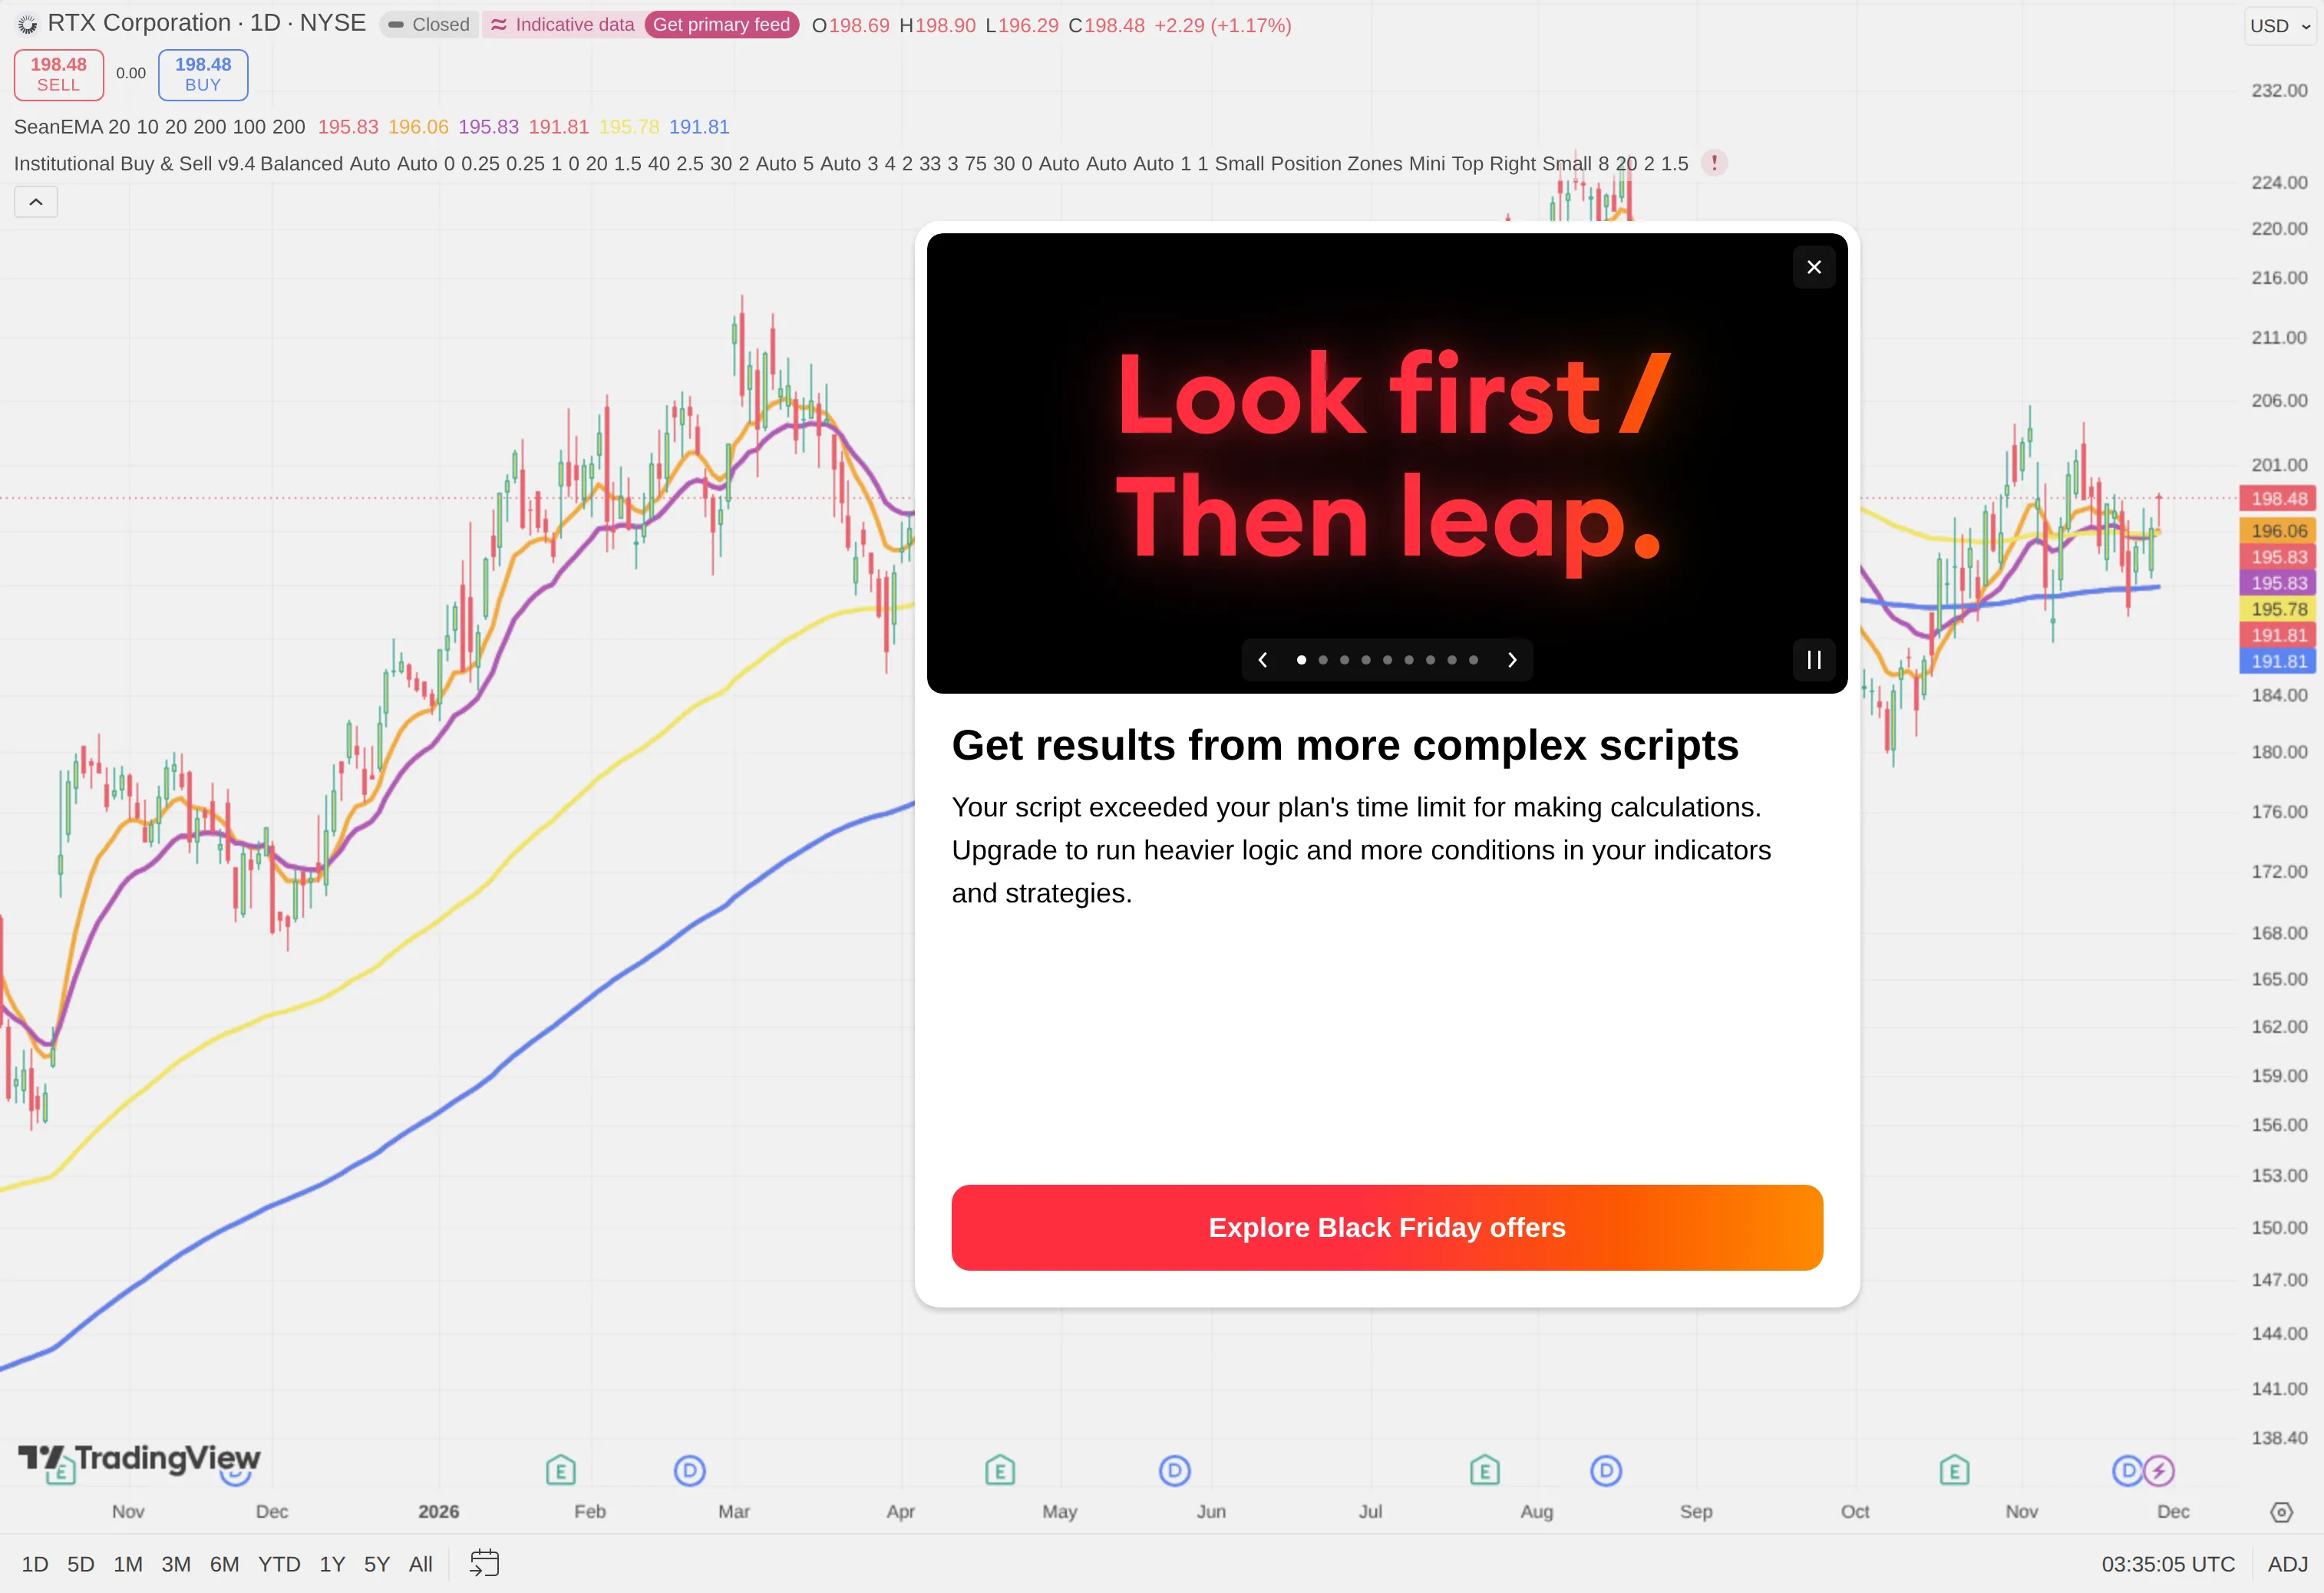 RTX Corporation · 1D · NYSE Closed Indicative data Get primary feed O198.69 H198.90 L196.29 C198.48 +2.29 (+1.17%)
USD
198.48 SELL 0.00 198.48 BUY
SeanEMA 20 10 20 200 100 200 195.83 196.06 195.83 191.81 195.78 191.81
Institutional Buy & Sell v9.4 Balanced Auto Auto 0 0.25 0.25 1 0 20 1.5 40 2.5 30 2 Auto 5 Auto 3 4 2 33 3 75 30 0 Auto Auto Auto 1 1 Small Position Zones Mini Top Right Small 8 20 2 1.5 !
Look first /
Then leap.
Get results from more complex scripts
Your script exceeded your plan's time limit for making calculations.
Upgrade to run heavier logic and more conditions in your indicators
and strategies.
Explore Black Friday offers
232.00
224.00
220.00
216.00
211.00
206.00
201.00
198.48
196.06
195.83
195.83
195.78
191.81
191.81
184.00
180.00
176.00
172.00
168.00
165.00
162.00
159.00
156.00
153.00
150.00
147.00
144.00
141.00
138.40
TradingView
E D E D E D E D E D
Nov Dec 2026 Feb Mar Apr May Jun Jul Aug Sep Oct Nov Dec
1D 5D 1M 3M 6M YTD 1Y 5Y All 03:35:05 UTC ADJ